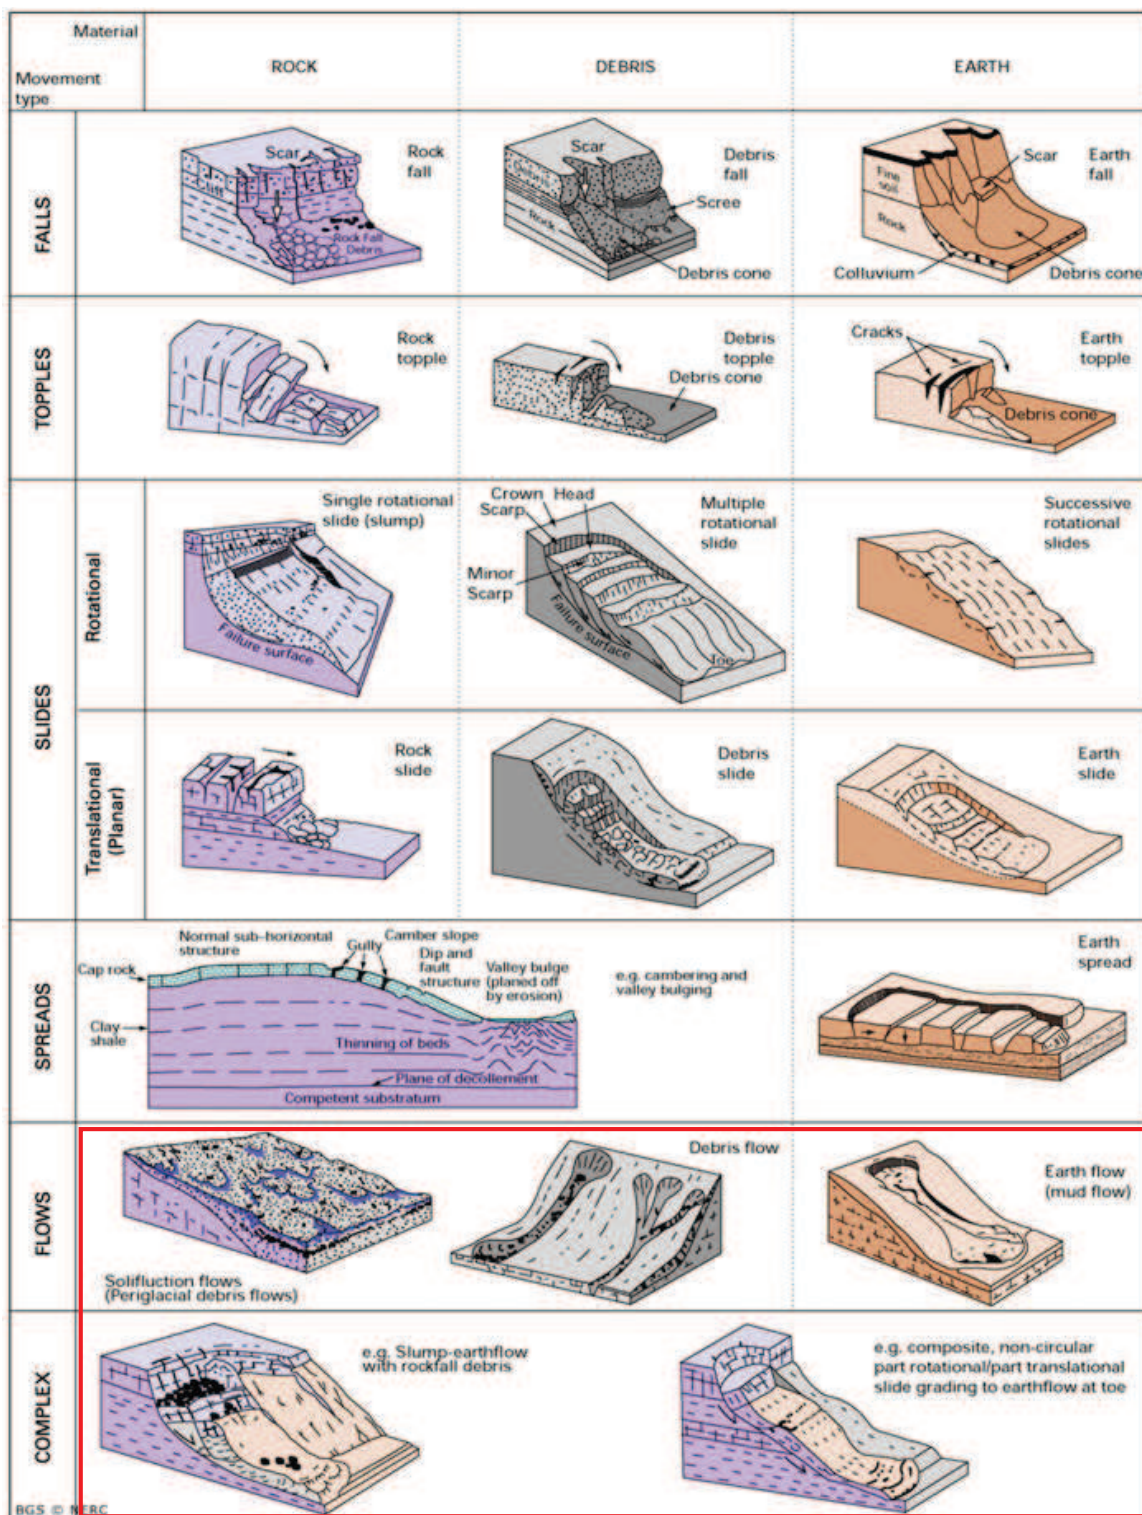 Material
Movement
type
ROCK
DEBRIS
EARTH
FALLS
Scar
Rock
fall
Rock Fall
Debris
Scar
Debris
fall
Debris
Rock
Scree
Debris cone
Scar
Earth
fall
Fine
soil
Rock
Colluvium
Debris cone
TOPPLES
Rock
topple
Debris
topple
Debris cone
Cracks
Earth
topple
Debris cone
SLIDES
Rotational
Single rotational
slide (slump)
Failure surface
Crown
Head
Scarp
Minor
Scarp
Failure surface
Toe
Multiple
rotational
slide
Successive
rotational
slides
Translational
(Planar)
Rock
slide
Debris
slide
Earth
slide
SPREADS
Normal sub-horizontal
structure
Cap rock
Gully
Camber slope
Dip and
fault
structure
Valley bulge
(planed off
by erosion)
Clay
shale
Thinning of beds
Plane of decollement
Competent substratum
e.g. cambering and
valley bulging
Earth
spread
FLOWS
Solifluction flows
(Periglacial debris flows)
Debris flow
Earth flow
(mud flow)
COMPLEX
e.g. Slump-earthflow
with rockfall debris
e.g. composite, non-circular
part rotational/part translational
slide grading to earthflow at toe
BGS © NERC